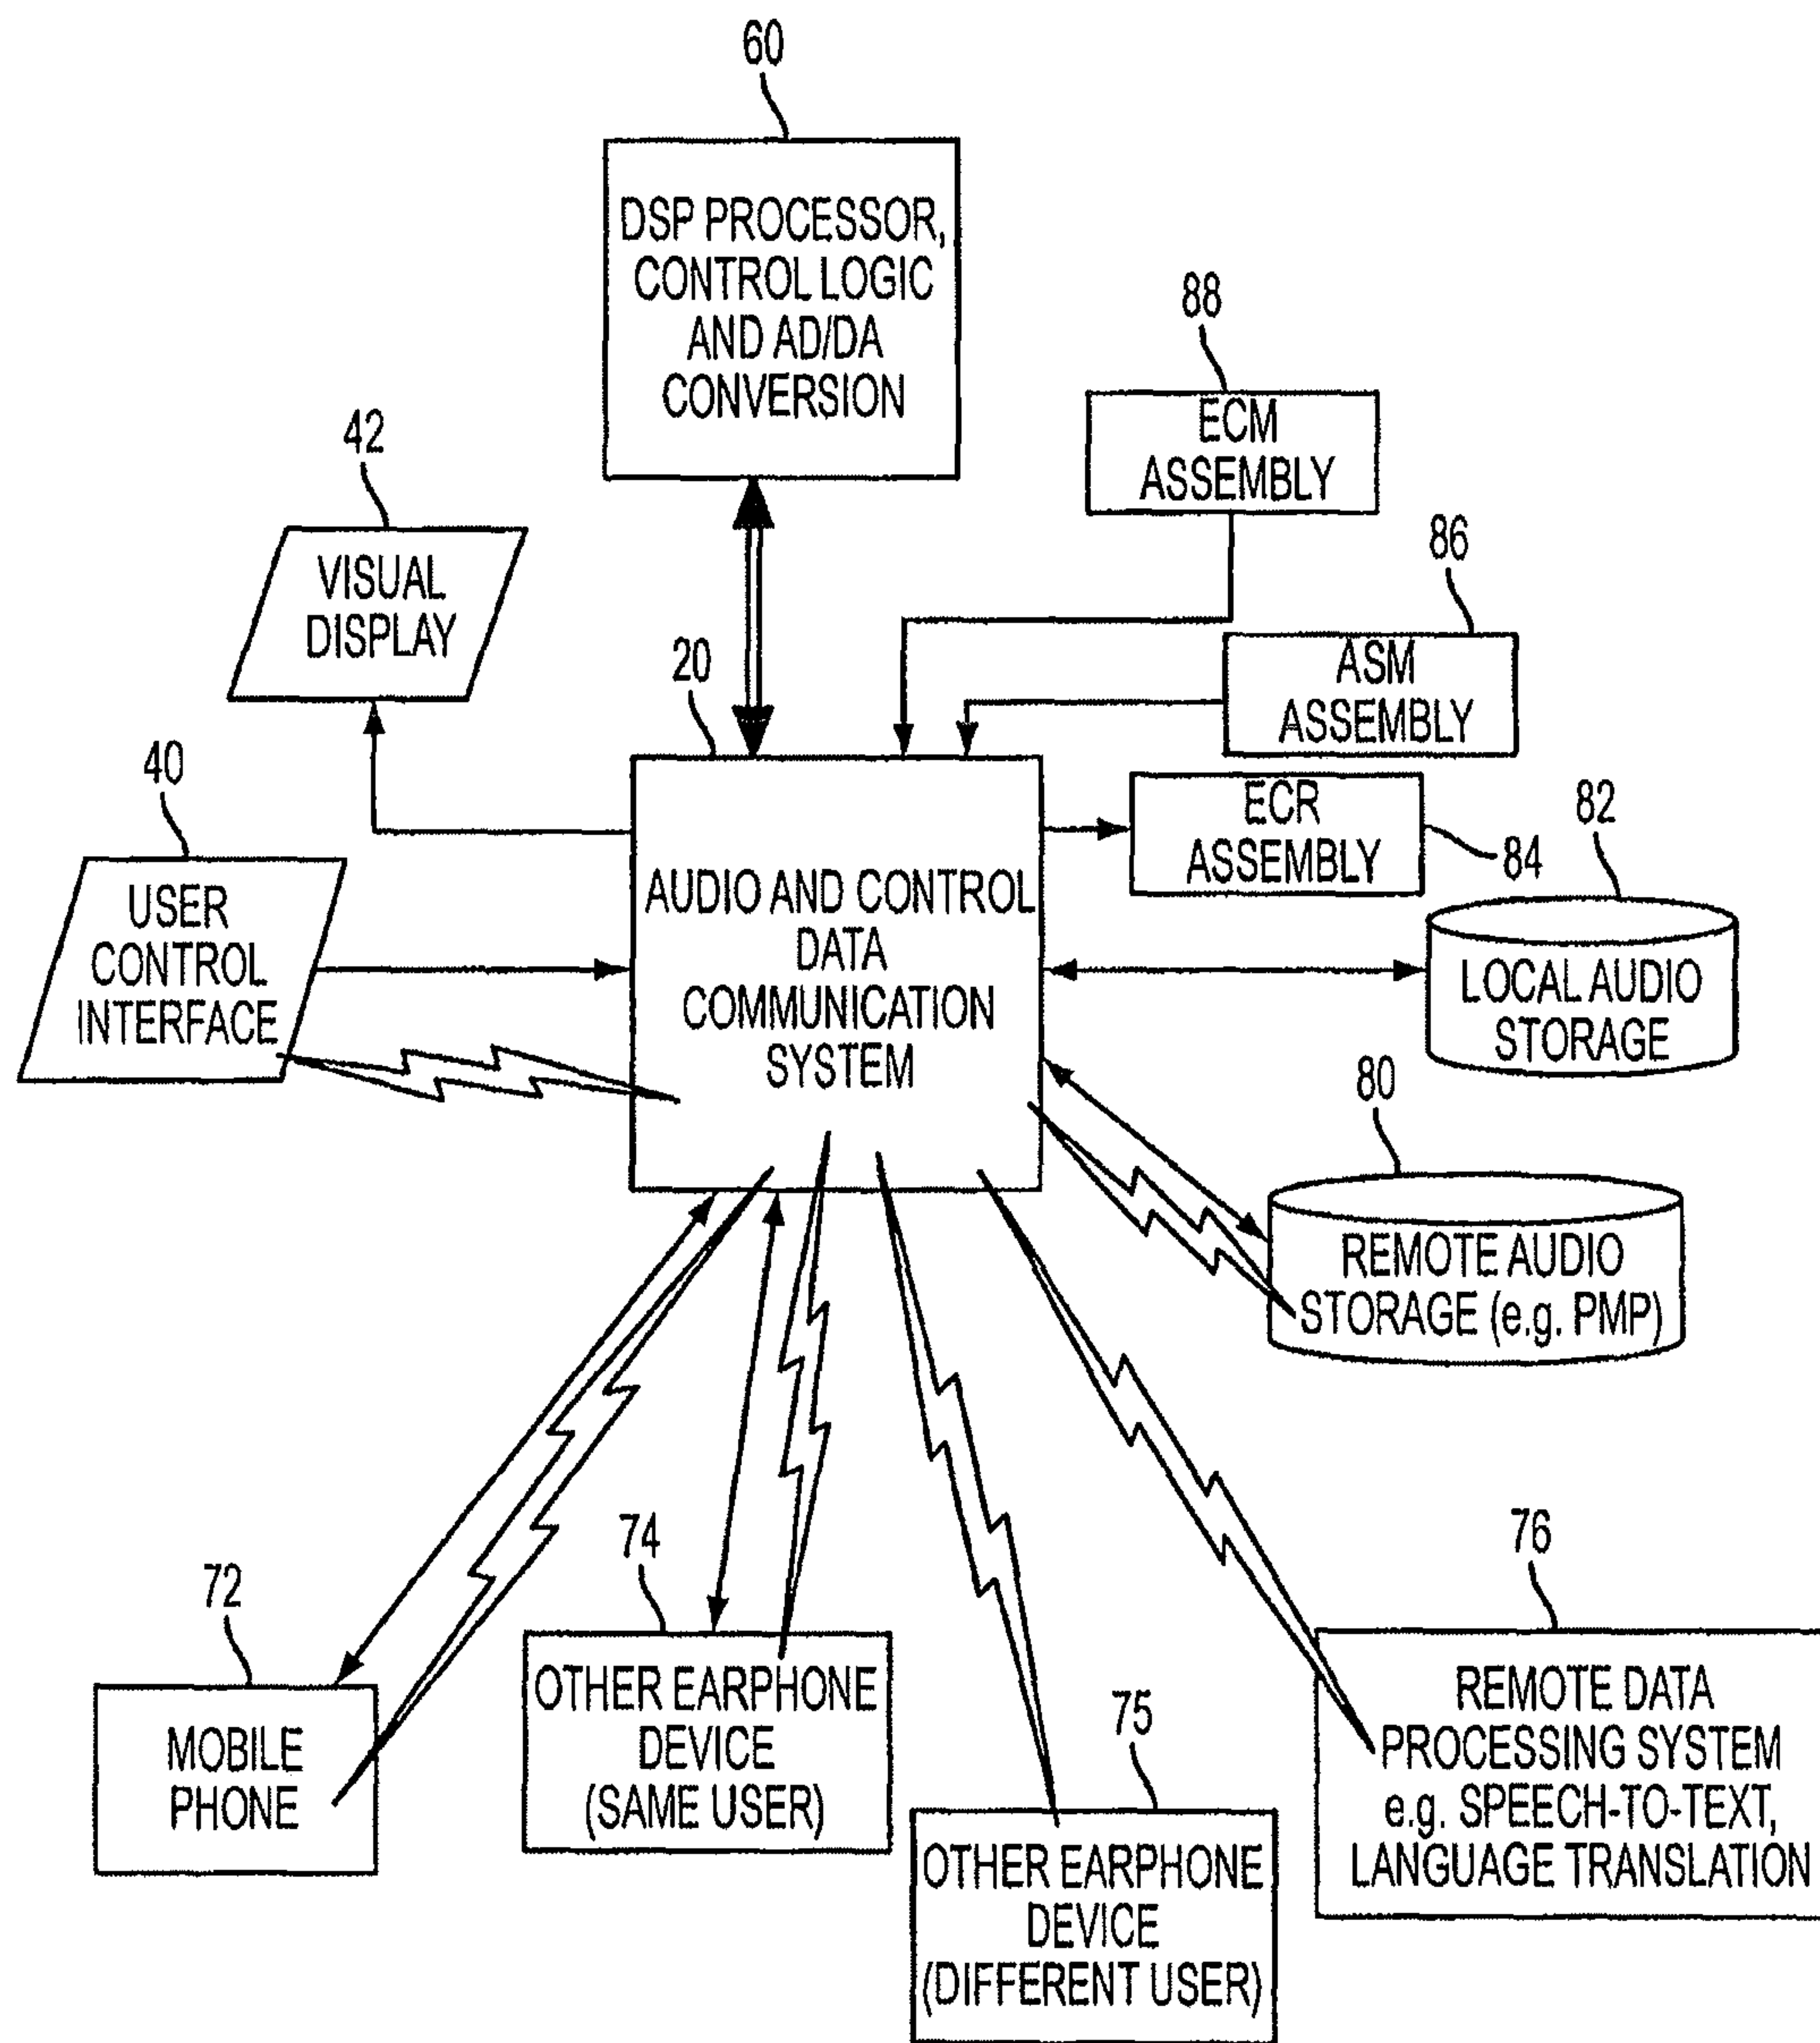 60
DSP PROCESSOR,
CONTROL LOGIC
AND AD/DA
CONVERSION
88
ECM
ASSEMBLY
42
VISUAL
DISPLAY
86
ASM
ASSEMBLY
20
AUDIO AND CONTROL
DATA
COMMUNICATION
SYSTEM
ECR
ASSEMBLY
84
40
USER
CONTROL
INTERFACE
82
LOCAL AUDIO
STORAGE
80
REMOTE AUDIO
STORAGE (e.g. PMP)
72
MOBILE
PHONE
74
OTHER EARPHONE
DEVICE
(SAME USER)
75
OTHER EARPHONE
DEVICE
(DIFFERENT USER)
76
REMOTE DATA
PROCESSING SYSTEM
e.g. SPEECH-TO-TEXT,
LANGUAGE TRANSLATION